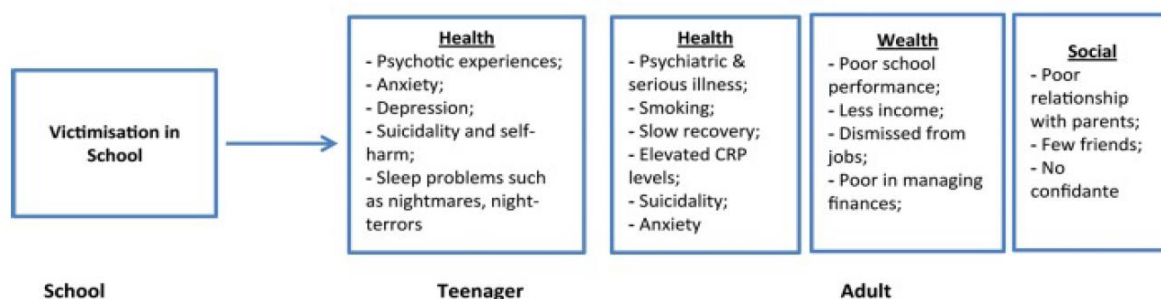 Victimisation in
School
Health
- Psychotic experiences;
- Anxiety;
- Depression;
- Suicidality and self-
harm;
- Sleep problems such
as nightmares, night-
terrors
Health
- Psychiatric &
serious illness;
- Smoking;
- Slow recovery;
- Elevated CRP
levels;
- Suicidality;
- Anxiety
Wealth
- Poor school
performance;
- Less income;
- Dismissed from
jobs;
- Poor in managing
finances;
Social
- Poor
relationship
with parents;
- Few friends;
- No
confidante
School
Teenager
Adult